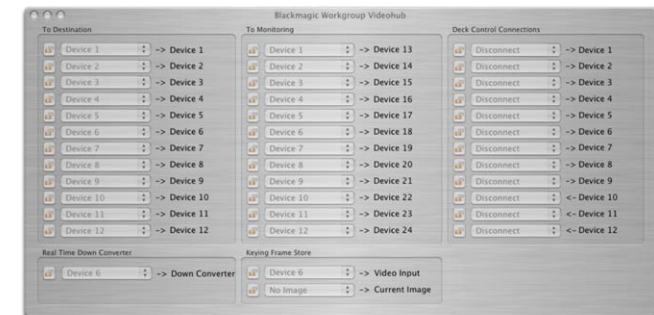 Blackmagic Workgroup Videohub
To Destination
Device 1 -> Device 1
Device 2 -> Device 2
Device 3 -> Device 3
Device 4 -> Device 4
Device 5 -> Device 5
Device 6 -> Device 6
Device 7 -> Device 7
Device 8 -> Device 8
Device 9 -> Device 9
Device 10 -> Device 10
Device 11 -> Device 11
Device 12 -> Device 12
To Monitoring
Device 1 -> Device 13
Device 2 -> Device 14
Device 3 -> Device 15
Device 4 -> Device 16
Device 5 -> Device 17
Device 6 -> Device 18
Device 7 -> Device 19
Device 8 -> Device 20
Device 9 -> Device 21
Device 10 -> Device 22
Device 11 -> Device 23
Device 12 -> Device 24
Deck Control Connections
Disconnect -> Device 1
Disconnect -> Device 2
Disconnect -> Device 3
Disconnect -> Device 4
Disconnect -> Device 5
Disconnect -> Device 6
Disconnect -> Device 7
Disconnect -> Device 8
Disconnect -> Device 9
Disconnect <- Device 10
Disconnect <- Device 11
Disconnect <- Device 12
Real Time Down Converter
Device 6 -> Down Converter
Keying Frame Store
Device 6 -> Video Input
No Image -> Current Image